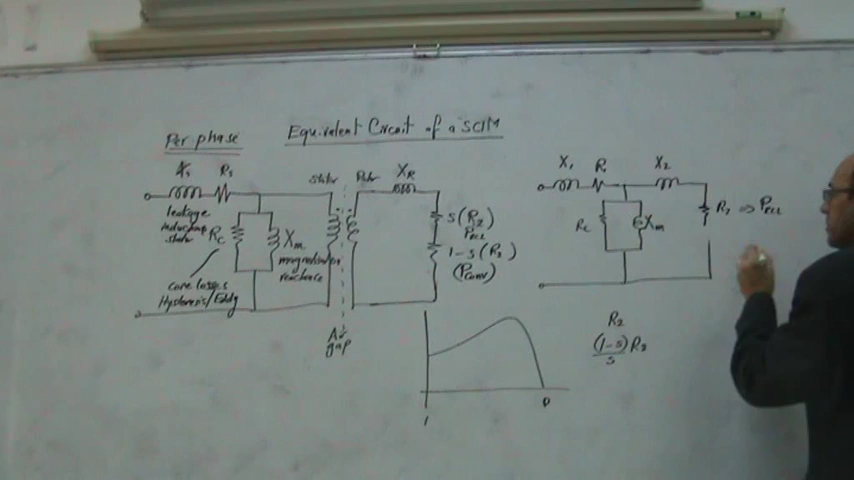 Per phase
Equivalent Circuit of a SCIM
X1 R1
leakage
stator
Rc
Xm
magnetization
reactance
core losses
Hysteresis/Eddy
Stator Rotor
XR
S(R2)
PRCL
1-S(R2)
(Pconv)
Air
gap
1
0
X1 R1 X2
Rc Xm R2 ⇒ PRCL
R2
(1-s)/s R2